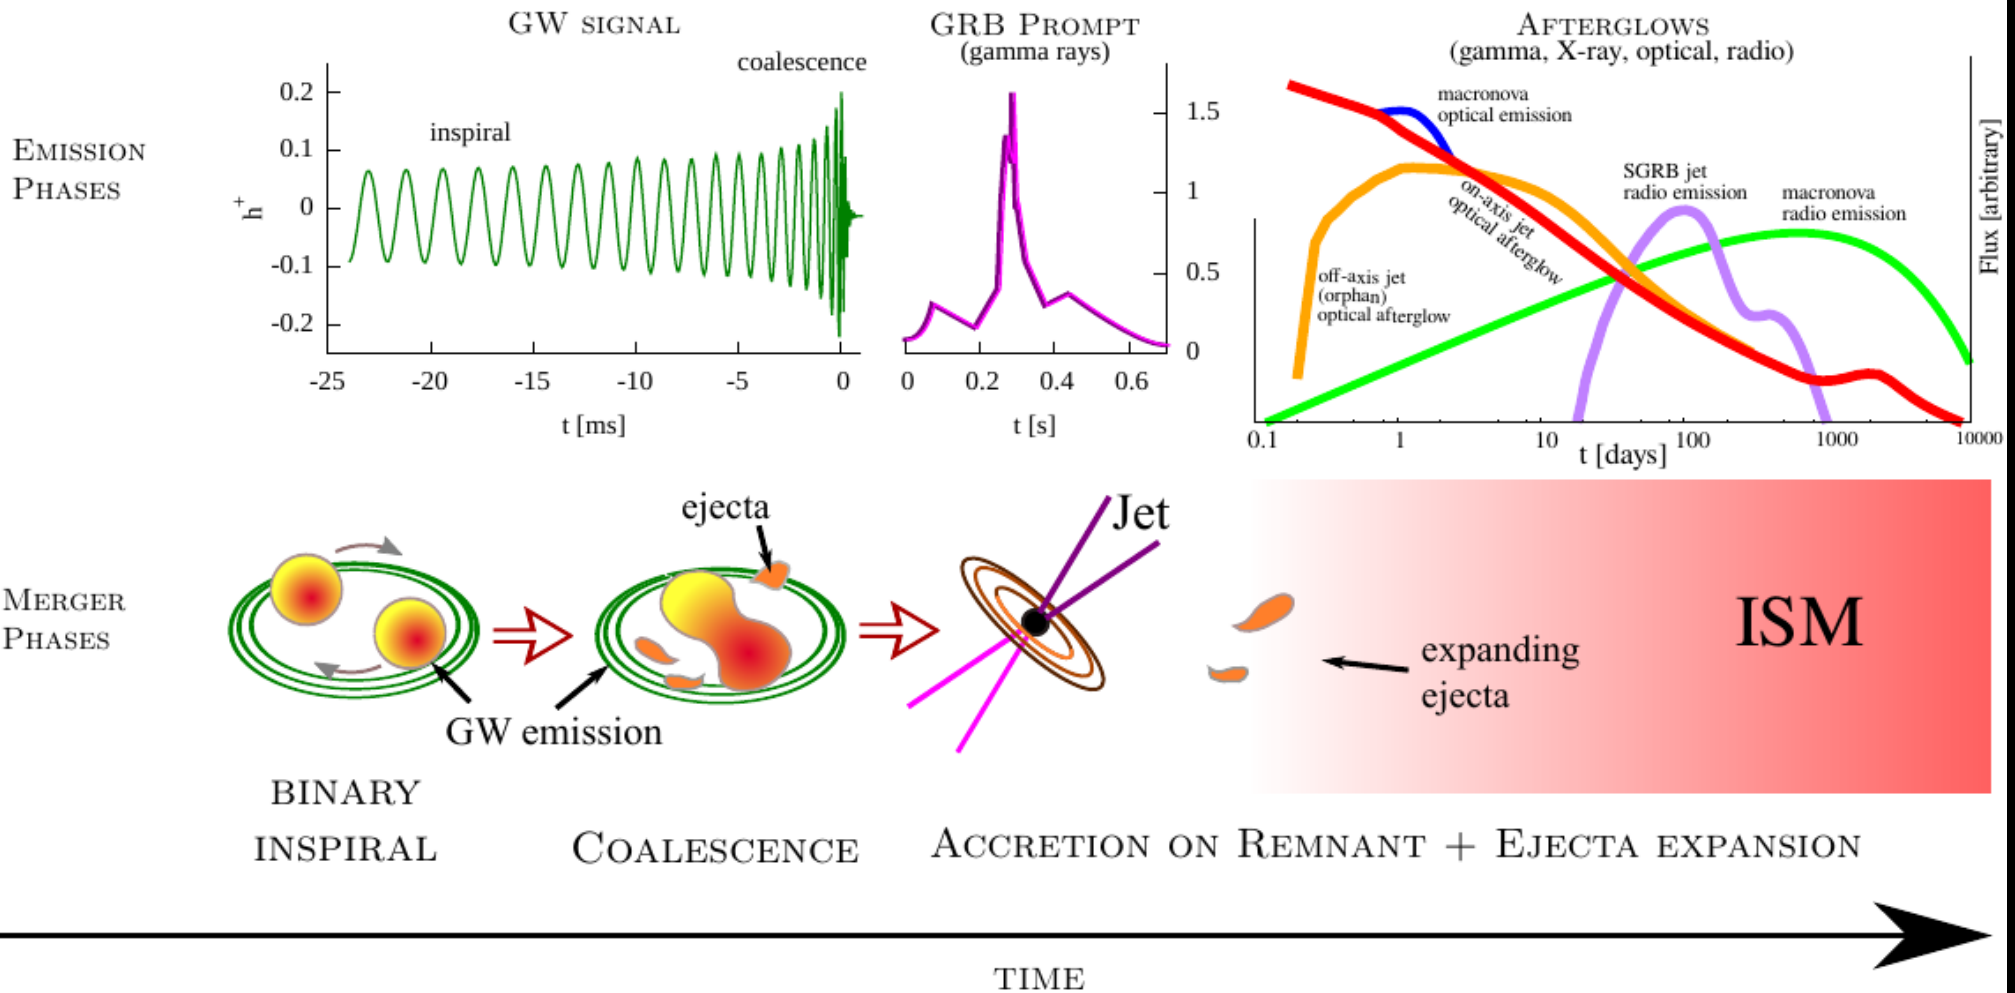 GW SIGNAL
coalescence
inspiral
0.2
0.1
0
-0.1
-0.2
h+
-25 -20 -15 -10 -5 0
t [ms]
GRB PROMPT
(gamma rays)
1.5
1
0.5
0
0 0.2 0.4 0.6
t [s]
AFTERGLOWS
(gamma, X-ray, optical, radio)
macronova
optical emission
SGRB jet
radio emission
macronova
radio emission
on-axis jet
optical afterglow
off-axis jet
(orphan)
optical afterglow
Flux [arbitrary]
0.1 1 10 100 1000 10000
t [days]
EMISSION
PHASES
MERGER
PHASES
ejecta
GW emission
Jet
expanding
ejecta
ISM
BINARY
INSPIRAL
COALESCENCE
ACCRETION ON REMNANT + EJECTA EXPANSION
TIME